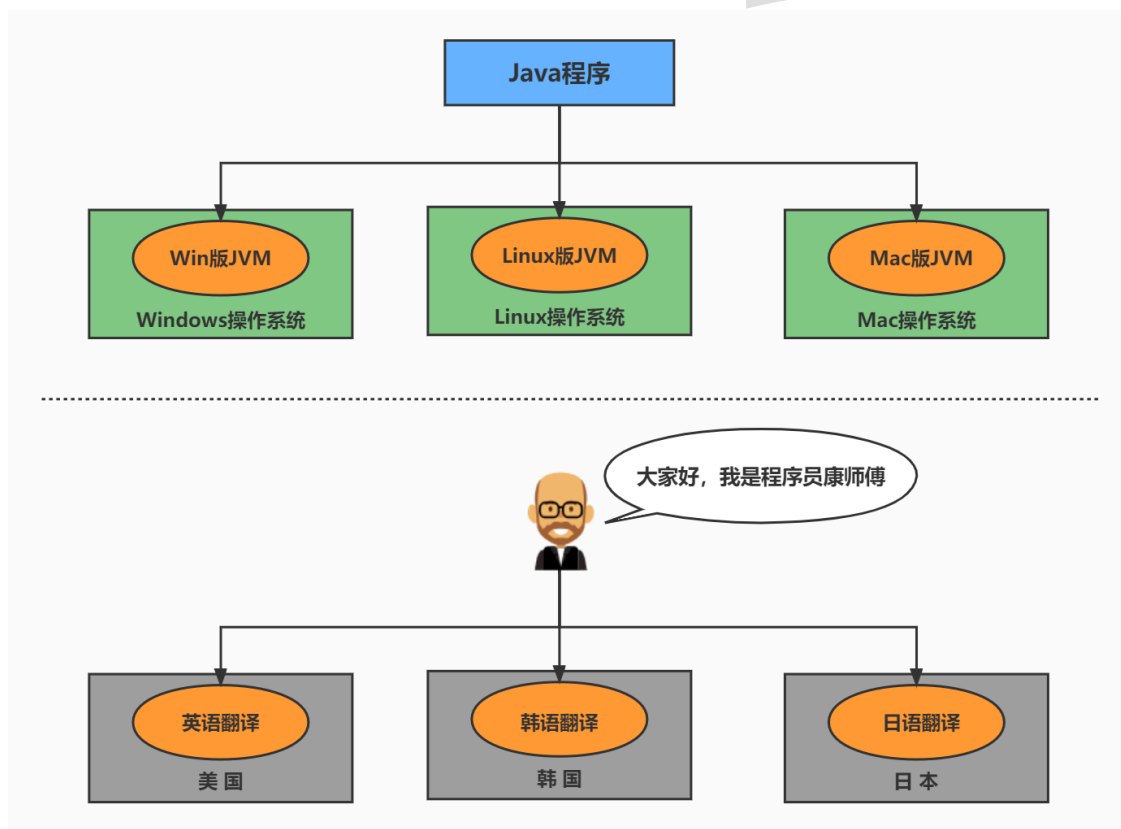 Java程序
Win版JVM
Linux版JVM
Mac版JVM
Windows操作系统
Linux操作系统
Mac操作系统
大家好，我是程序员康师傅
英语翻译
韩语翻译
日语翻译
美 国
韩 国
日 本